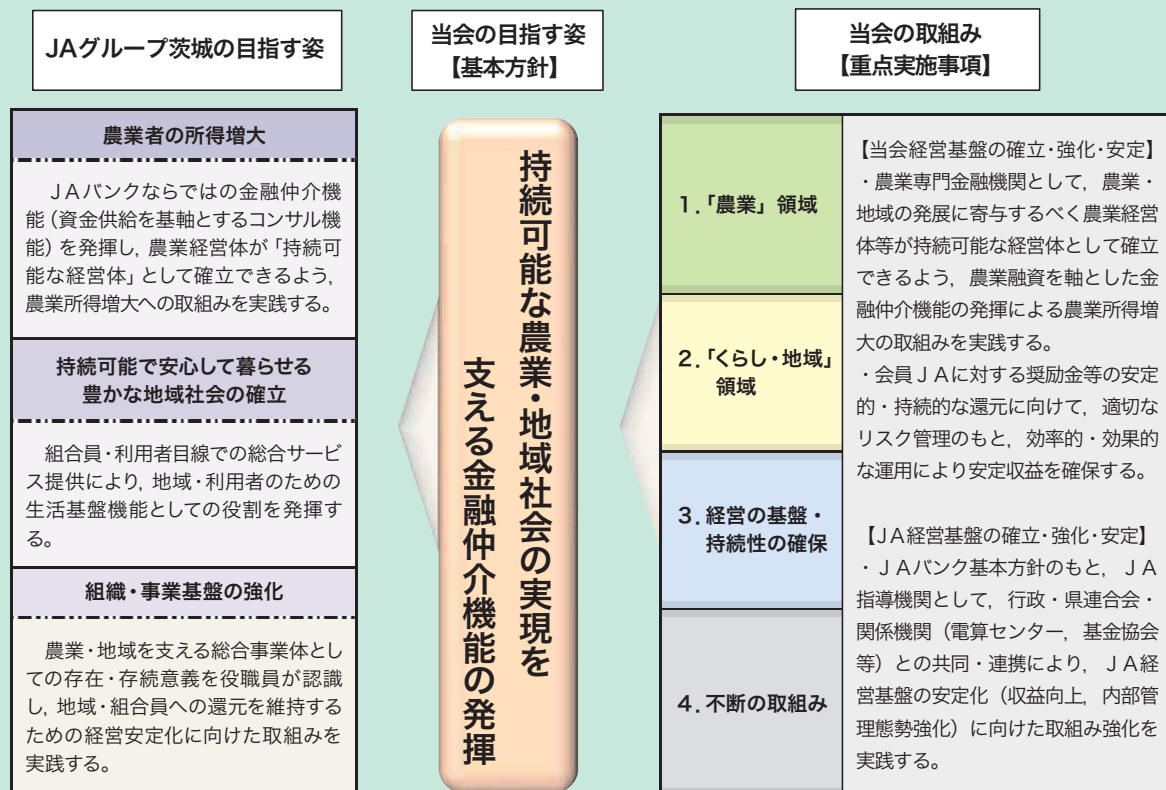 JAグループ茨城の目指す姿
農業者の所得増大
　JAバンクならではの金融仲介機
能（資金供給を基軸とするコンサル機
能）を発揮し，農業経営体が「持続可
能な経営体」として確立できるよう，
農業所得増大への取組みを実践する。
持続可能で安心して暮らせる
豊かな地域社会の確立
　組合員・利用者目線での総合サービ
ス提供により，地域・利用者のための
生活基盤機能としての役割を発揮す
る。
組織・事業基盤の強化
　農業・地域を支える総合事業体とし
ての存在・存続意義を役職員が認識
し，地域・組合員への還元を維持する
ための経営安定化に向けた取組みを
実践する。
当会の目指す姿
【基本方針】
持続可能な農業・地域社会の実現を
支える金融仲介機能の発揮
当会の取組み
【重点実施事項】
1．「農業」領域
2．「くらし・地域」
領域
3．経営の基盤・
持続性の確保
4．不断の取組み
【当会経営基盤の確立・強化・安定】
・農業専門金融機関として，農業・
地域の発展に寄与するべく農業経営
体等が持続可能な経営体として確立
できるよう，農業融資を軸とした金
融仲介機能の発揮による農業所得増
大の取組みを実践する。
・会員JAに対する奨励金等の安定
的・持続的な還元に向けて，適切な
リスク管理のもと，効率的・効果的
な運用により安定収益を確保する。
【JA経営基盤の確立・強化・安定】
・JAバンク基本方針のもと，JA
指導機関として，行政・県連合会・
関係機関（電算センター，基金協会
等）との共同・連携により，JA経
営基盤の安定化（収益向上，内部管
理態勢強化）に向けた取組み強化を
実践する。